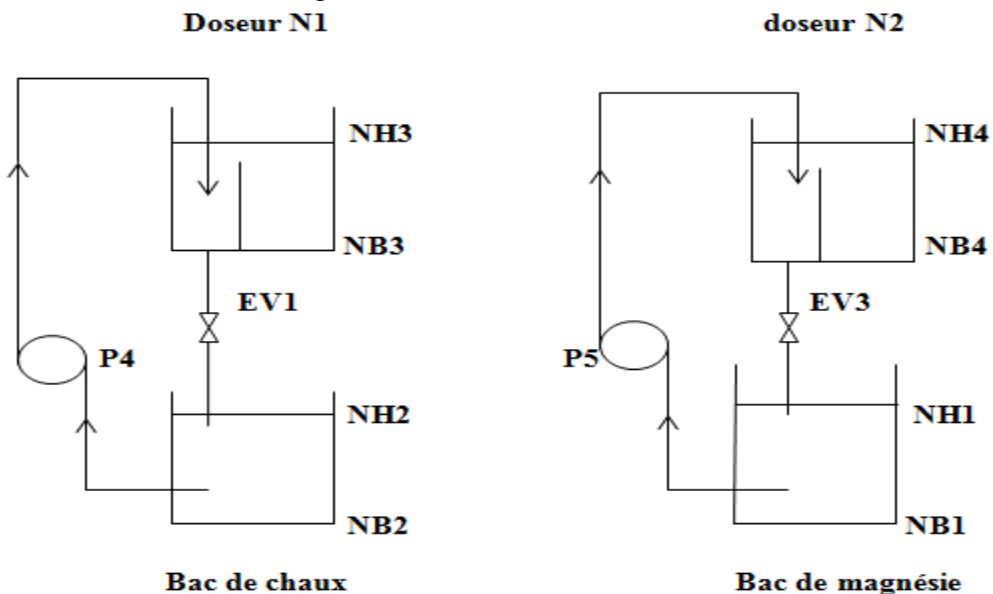 Doseur N1
doseur N2
NH3
NH4
NB3
NB4
EV1
EV3
P4
P5
NH2
NH1
NB2
NB1
Bac de chaux
Bac de magnésie